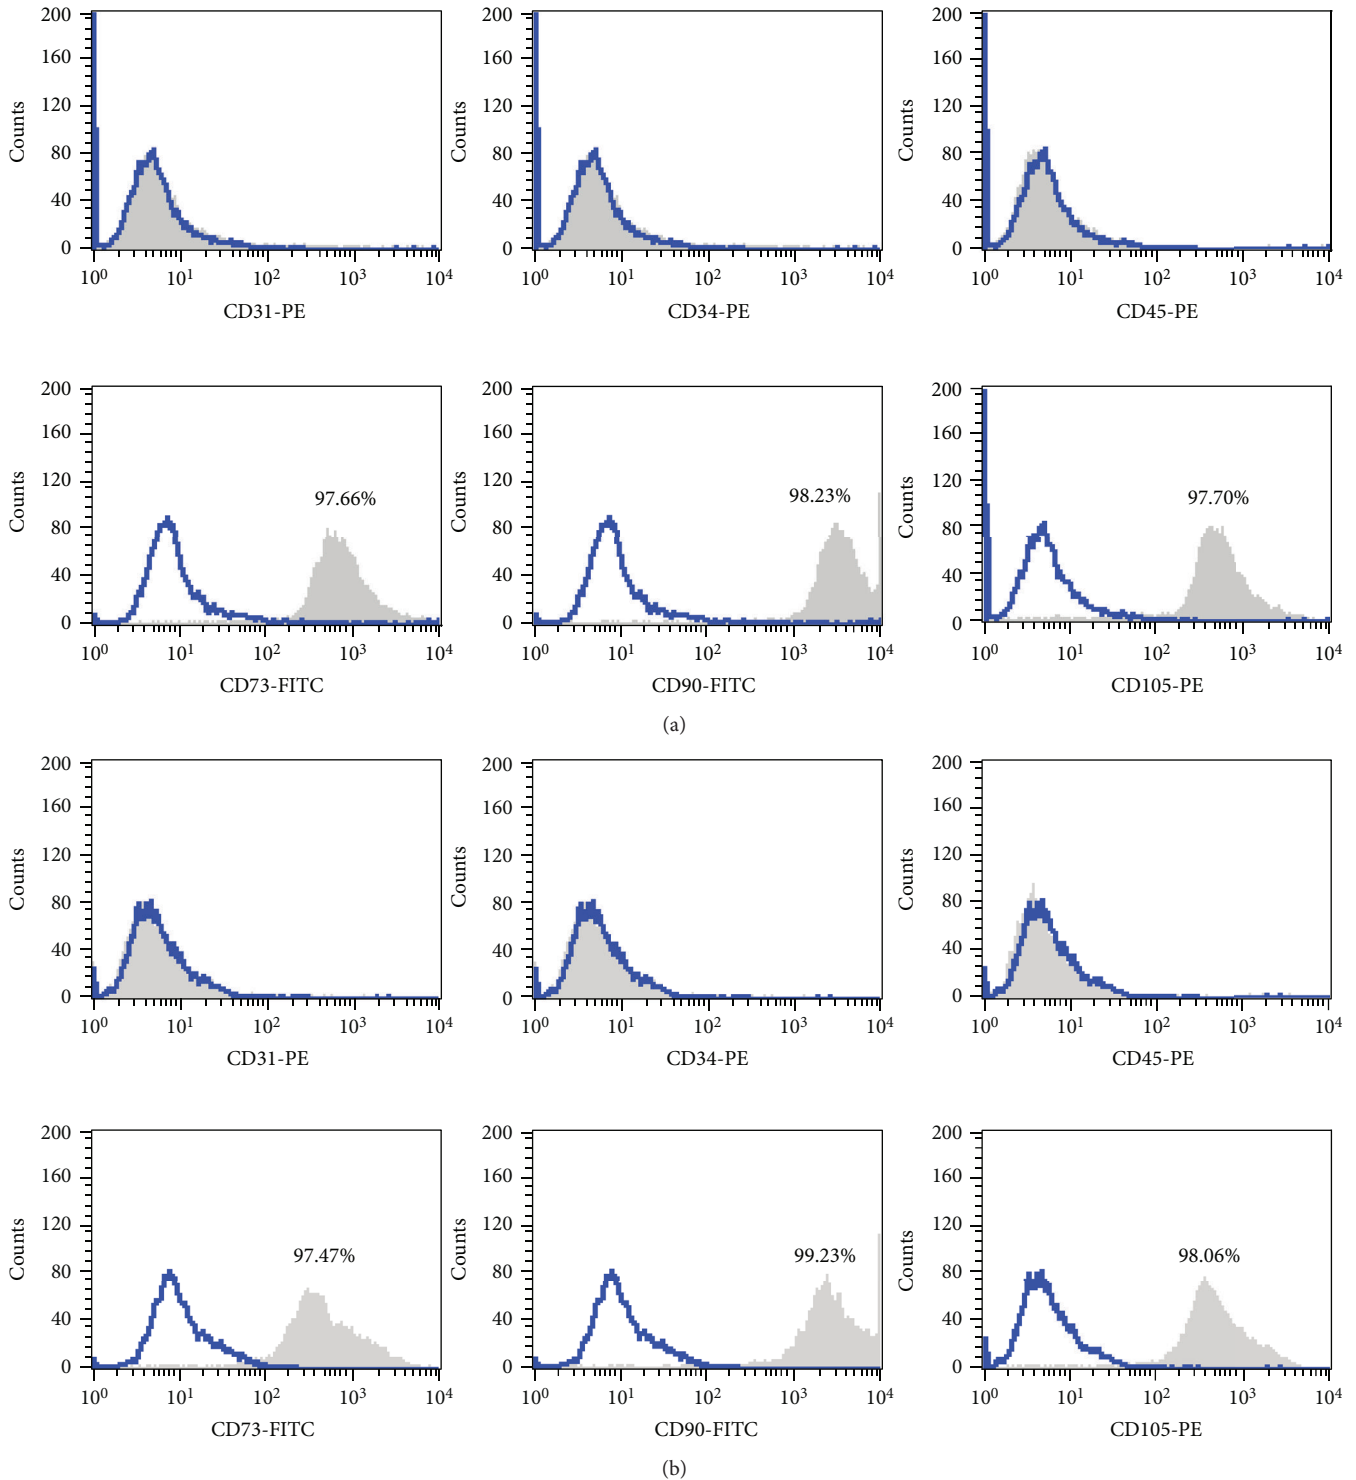 200 200 200
160 160 160
120 120 120
80 80 80
40 40 40
0 0 0
Counts Counts Counts
10⁰ 10¹ 10² 10³ 10⁴ 10⁰ 10¹ 10² 10³ 10⁴ 10⁰ 10¹ 10² 10³ 10⁴
CD31-PE CD34-PE CD45-PE
200 200 200
160 160 160
120 120 120
97.66% 98.23% 97.70%
80 80 80
40 40 40
0 0 0
Counts Counts Counts
10⁰ 10¹ 10² 10³ 10⁴ 10⁰ 10¹ 10² 10³ 10⁴ 10⁰ 10¹ 10² 10³ 10⁴
CD73-FITC CD90-FITC CD105-PE
(a)
200 200 200
160 160 160
120 120 120
80 80 80
40 40 40
0 0 0
Counts Counts Counts
10⁰ 10¹ 10² 10³ 10⁴ 10⁰ 10¹ 10² 10³ 10⁴ 10⁰ 10¹ 10² 10³ 10⁴
CD31-PE CD34-PE CD45-PE
200 200 200
160 160 160
120 120 120
97.47% 99.23% 98.06%
80 80 80
40 40 40
0 0 0
Counts Counts Counts
10⁰ 10¹ 10² 10³ 10⁴ 10⁰ 10¹ 10² 10³ 10⁴ 10⁰ 10¹ 10² 10³ 10⁴
CD73-FITC CD90-FITC CD105-PE
(b)